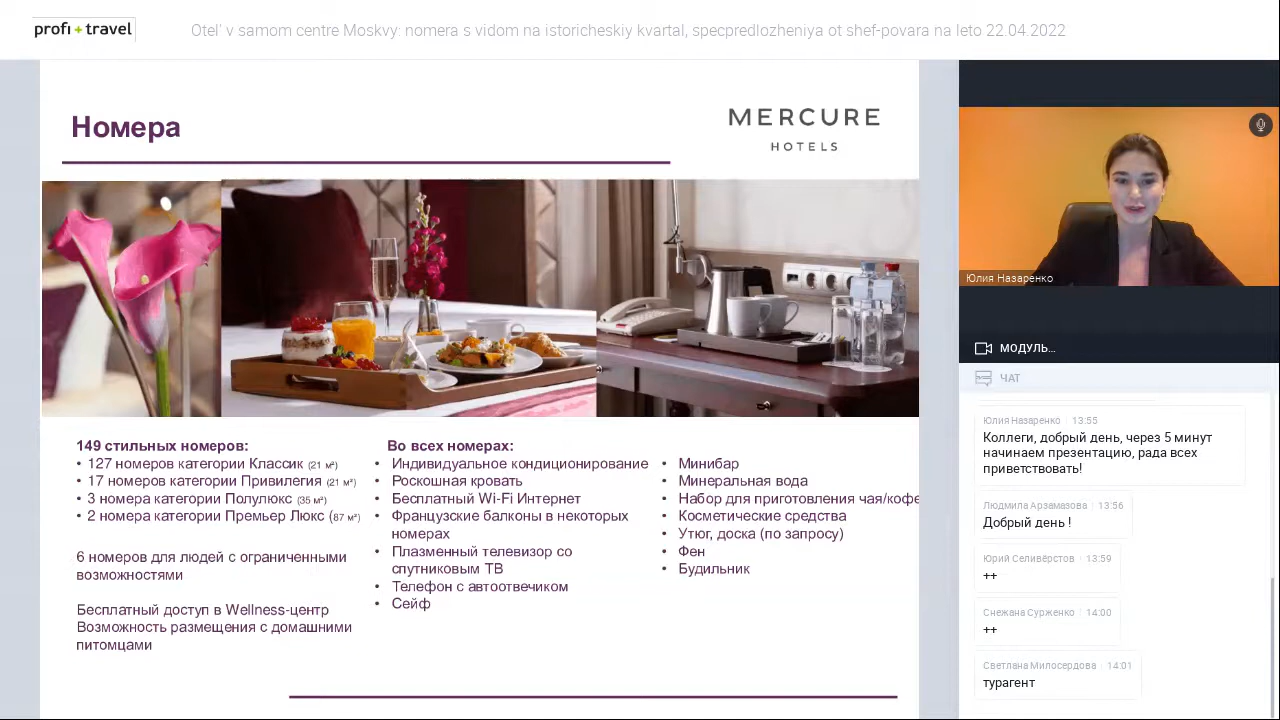 profi + travel
Otel' v samom centre Moskvy: nomera s vidom na istoricheskiy kvartal, specpredlozheniya ot shef-povara na leto 22.04.2022
Номера
MERCURE
HOTELS
149 стильных номеров:
• 127 номеров категории Классик (21 м²)
• 17 номеров категории Привилегия (21 м²)
• 3 номера категории Полулюкс (35 м²)
• 2 номера категории Премьер Люкс (87 м²)
6 номеров для людей с ограниченными
возможностями
Бесплатный доступ в Wellness-центр
Возможность размещения с домашними
питомцами
Во всех номерах:
• Индивидуальное кондиционирование
• Роскошная кровать
• Бесплатный Wi-Fi Интернет
• Французские балконы в некоторых
номерах
• Плазменный телевизор со
спутниковым ТВ
• Телефон с автоответчиком
• Сейф
• Минибар
• Минеральная вода
• Набор для приготовления чая/кофе
• Косметические средства
• Утюг, доска (по запросу)
• Фен
• Будильник
Юлия Назаренко
МОДУЛЬ...
ЧАТ
Юлия Назаренко 13:55
Коллеги, добрый день, через 5 минут
начинаем презентацию, рада всех
приветствовать!
Людмила Арзамазова 13:56
Добрый день !
Юрий Селивёрстов 13:59
++
Снежана Сурженко 14:00
++
Светлана Милосердова 14:01
турагент